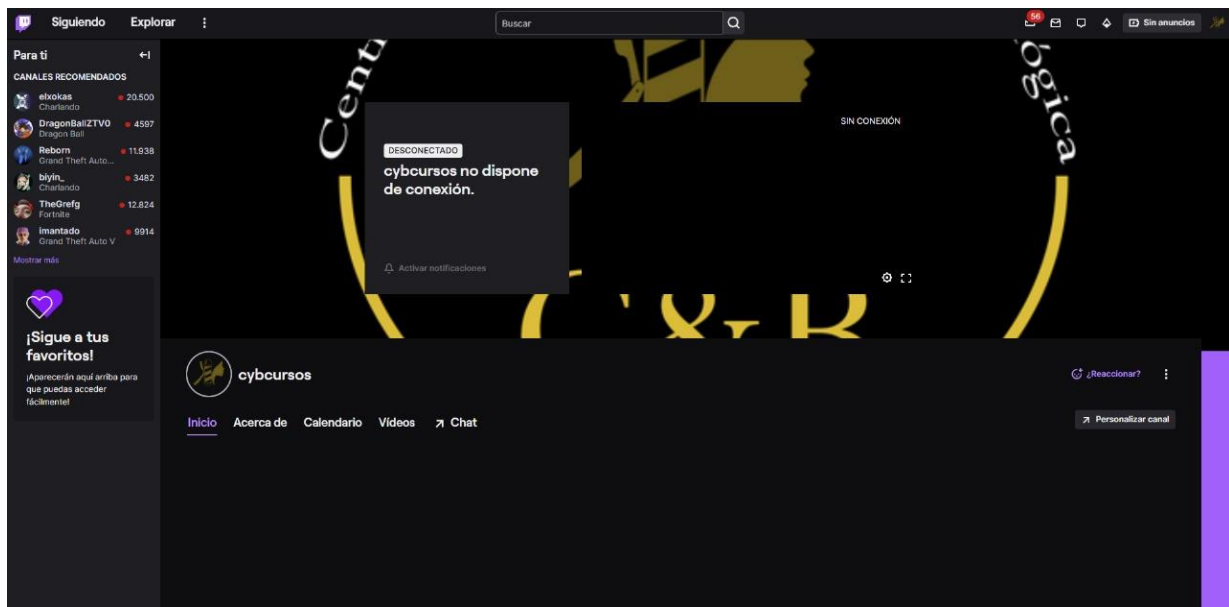 Siguiendo
Explorar
Buscar
56
Sin anuncios
Para ti
CANALES RECOMENDADOS
elxokas
20.500
Charlando
DragonBallZTV0
4597
Dragon Ball
Reborn
11.938
Grand Theft Auto...
biyin_
3482
Charlando
TheGrefg
12.824
Fortnite
imantado
9914
Grand Theft Auto V
Mostrar más
¡Sigue a tus
favoritos!
¡Aparecerán aquí arriba para
que puedas acceder
fácilmente!
Centr
ógica
DESCONECTADO
cybcursos no dispone
de conexión.
Activar notificaciones
SIN CONEXIÓN
C&B
cybcursos
¿Reaccionar?
Inicio
Acerca de
Calendario
Vídeos
Chat
Personalizar canal